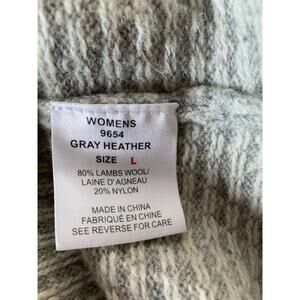 WOMENS
9654
GRAY HEATHER
SIZE L
80% LAMBS WOOL/
LAINE D'AGNEAU
20% NYLON
MADE IN CHINA
FABRIQUÉ EN CHINE
SEE REVERSE FOR CARE